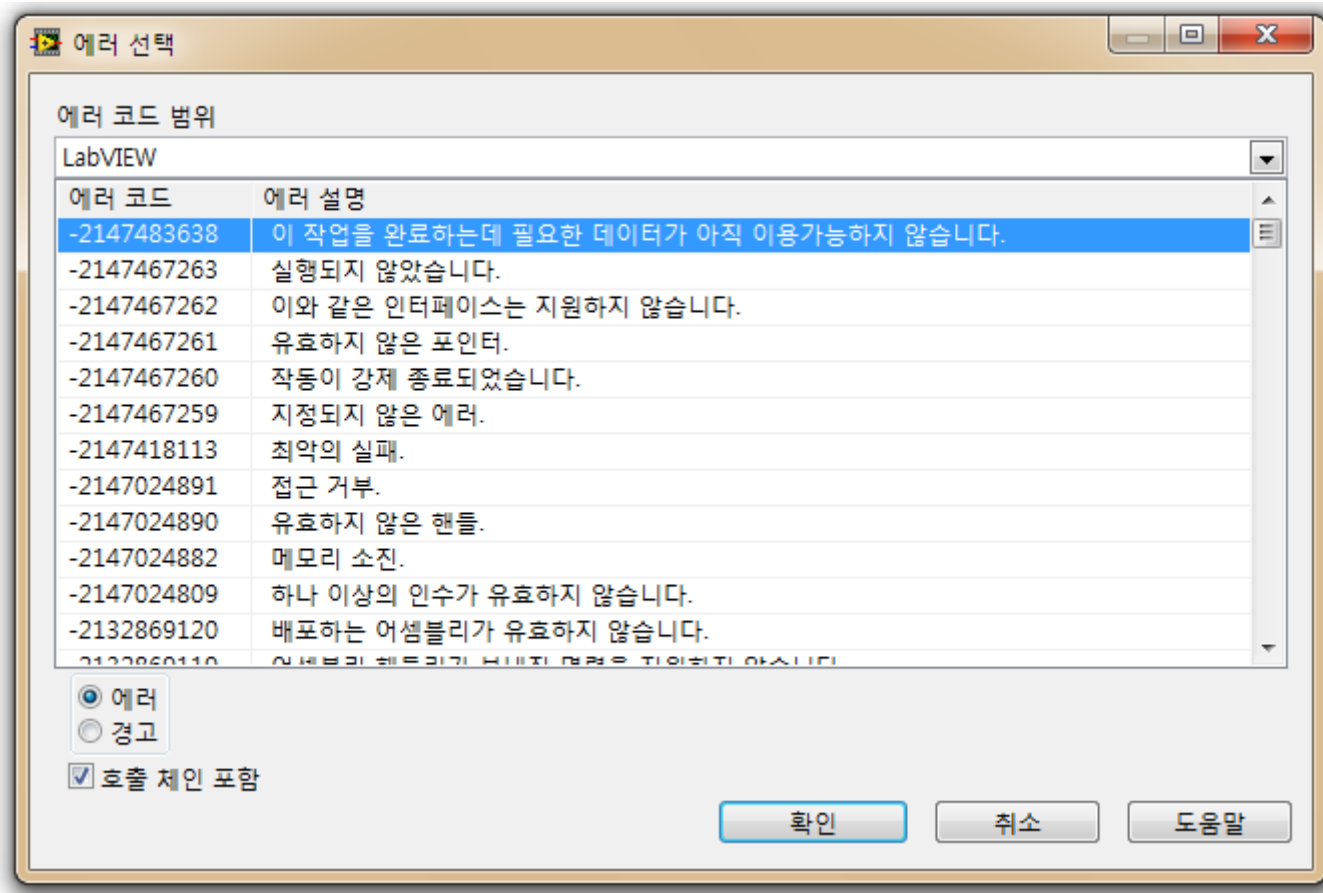 에러 선택
에러 코드 범위
LabVIEW
에러 코드 에러 설명
-2147483638 이 작업을 완료하는데 필요한 데이터가 아직 이용가능하지 않습니다.
-2147467263 실행되지 않았습니다.
-2147467262 이와 같은 인터페이스는 지원하지 않습니다.
-2147467261 유효하지 않은 포인터.
-2147467260 작동이 강제 종료되었습니다.
-2147467259 지정되지 않은 에러.
-2147418113 최악의 실패.
-2147024891 접근 거부.
-2147024890 유효하지 않은 핸들.
-2147024882 메모리 소진.
-2147024809 하나 이상의 인수가 유효하지 않습니다.
-2132869120 배포하는 어셈블리가 유효하지 않습니다.
에러
경고
호출 체인 포함
확인 취소 도움말